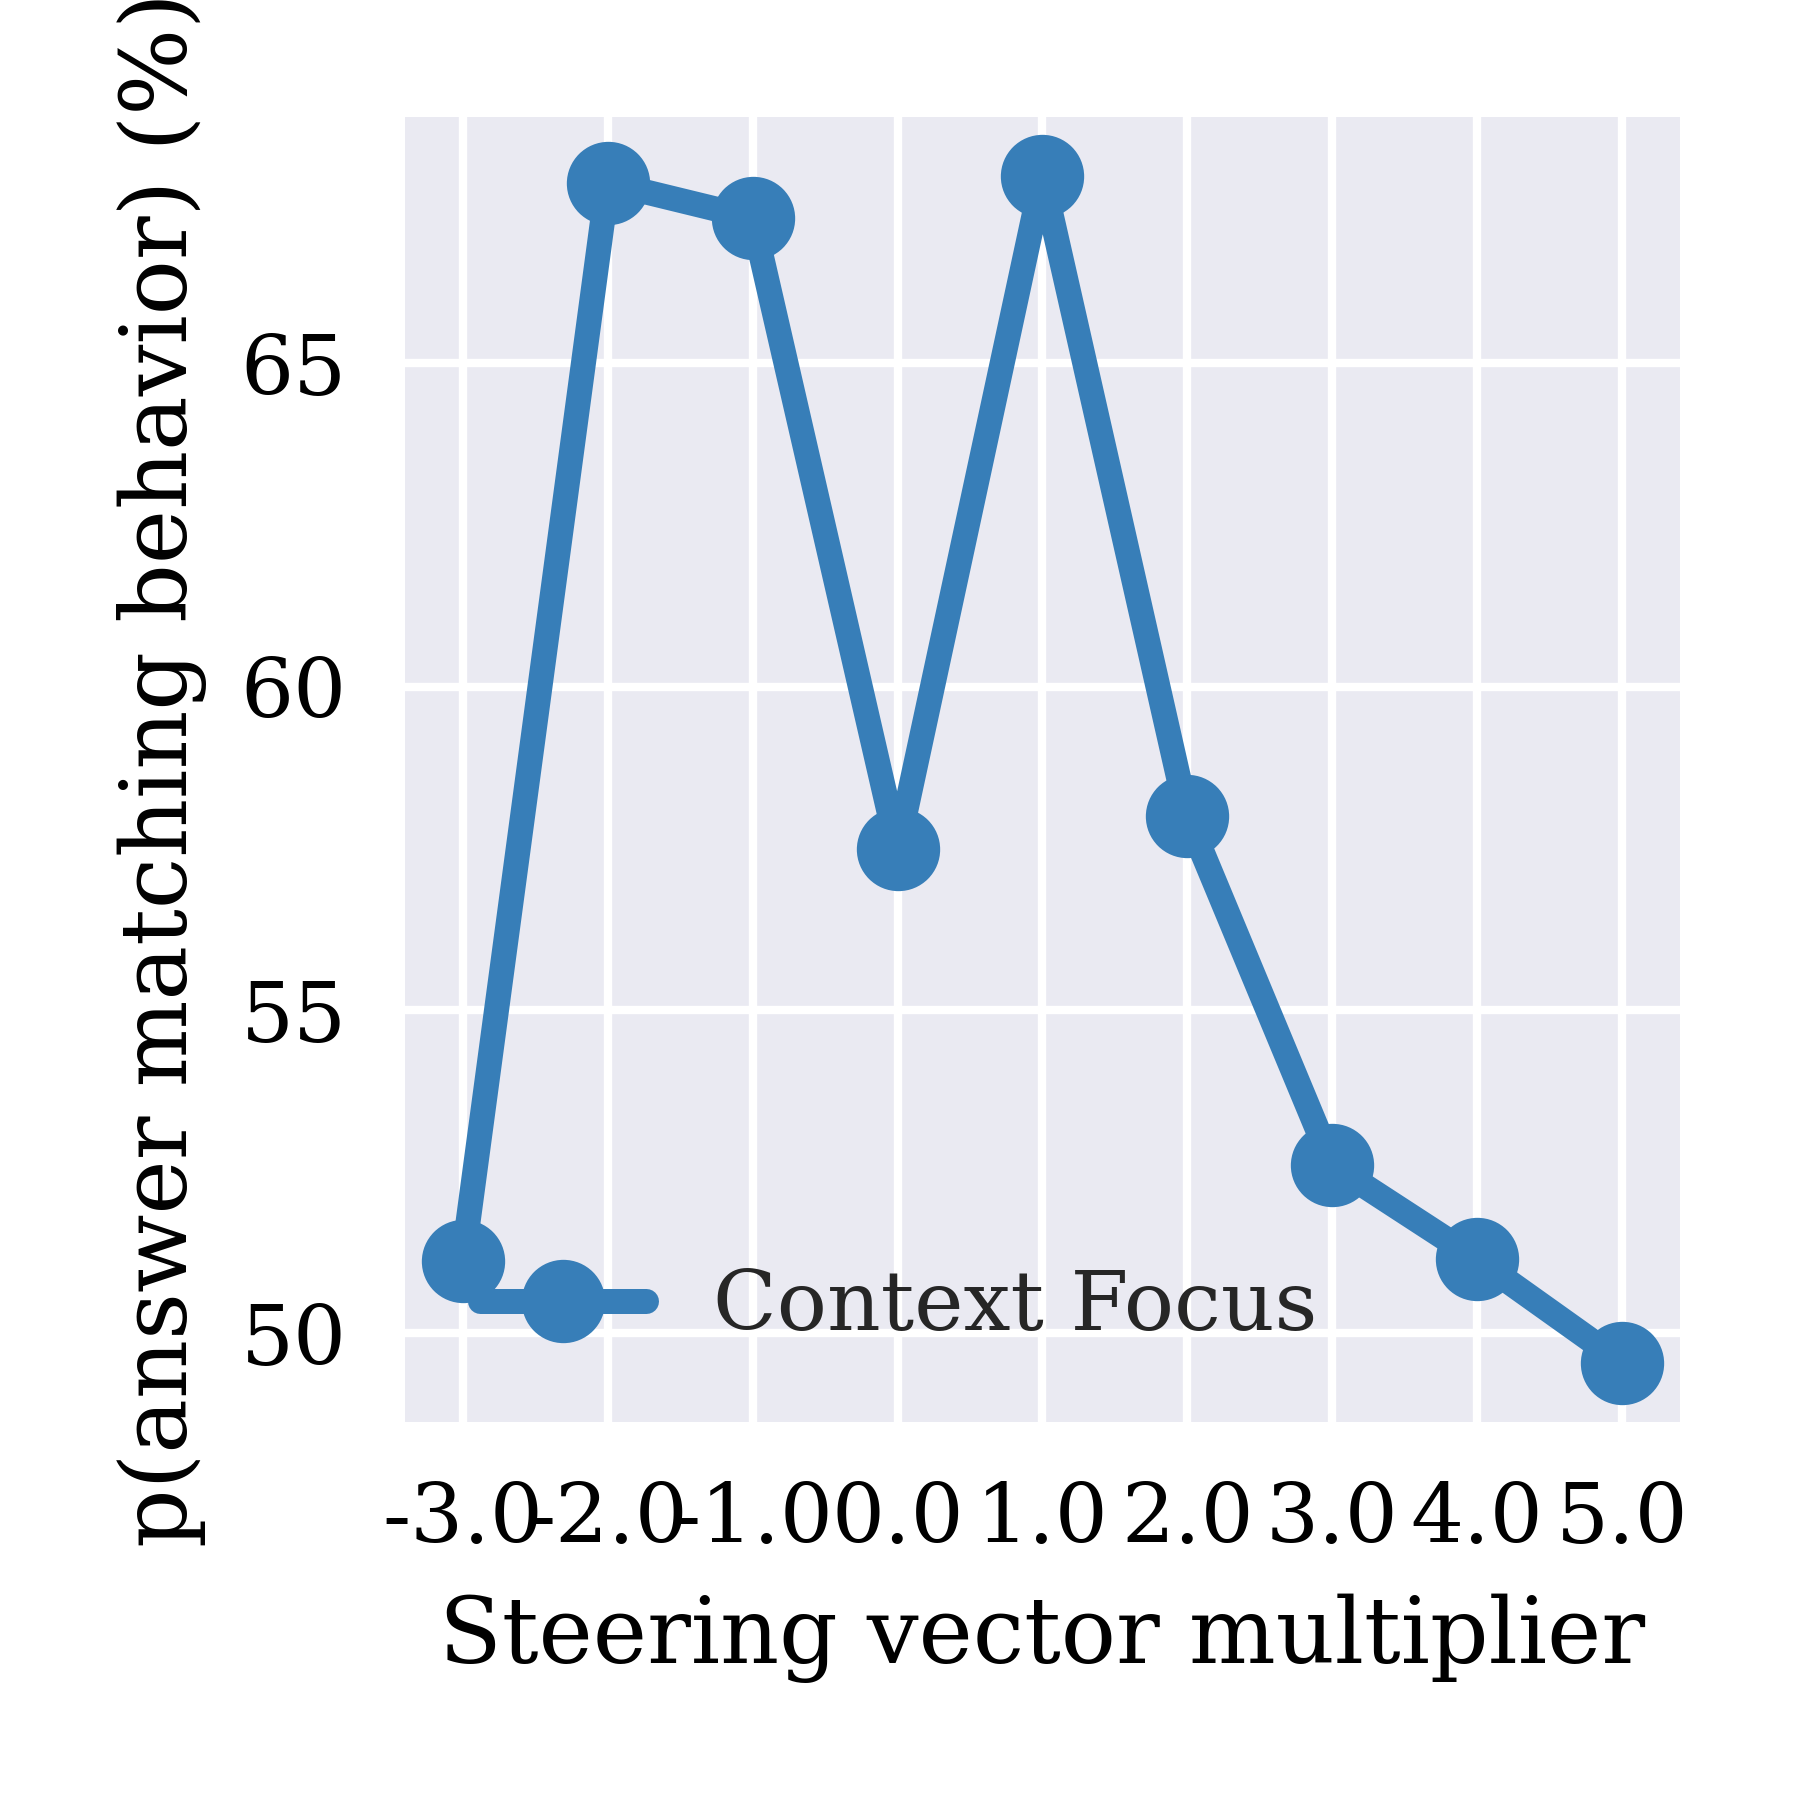 p(answer matching behavior) (%)
65
60
55
50
Context Focus
-3.0 -2.0 -1.0 0.0 1.0 2.0 3.0 4.0 5.0
Steering vector multiplier